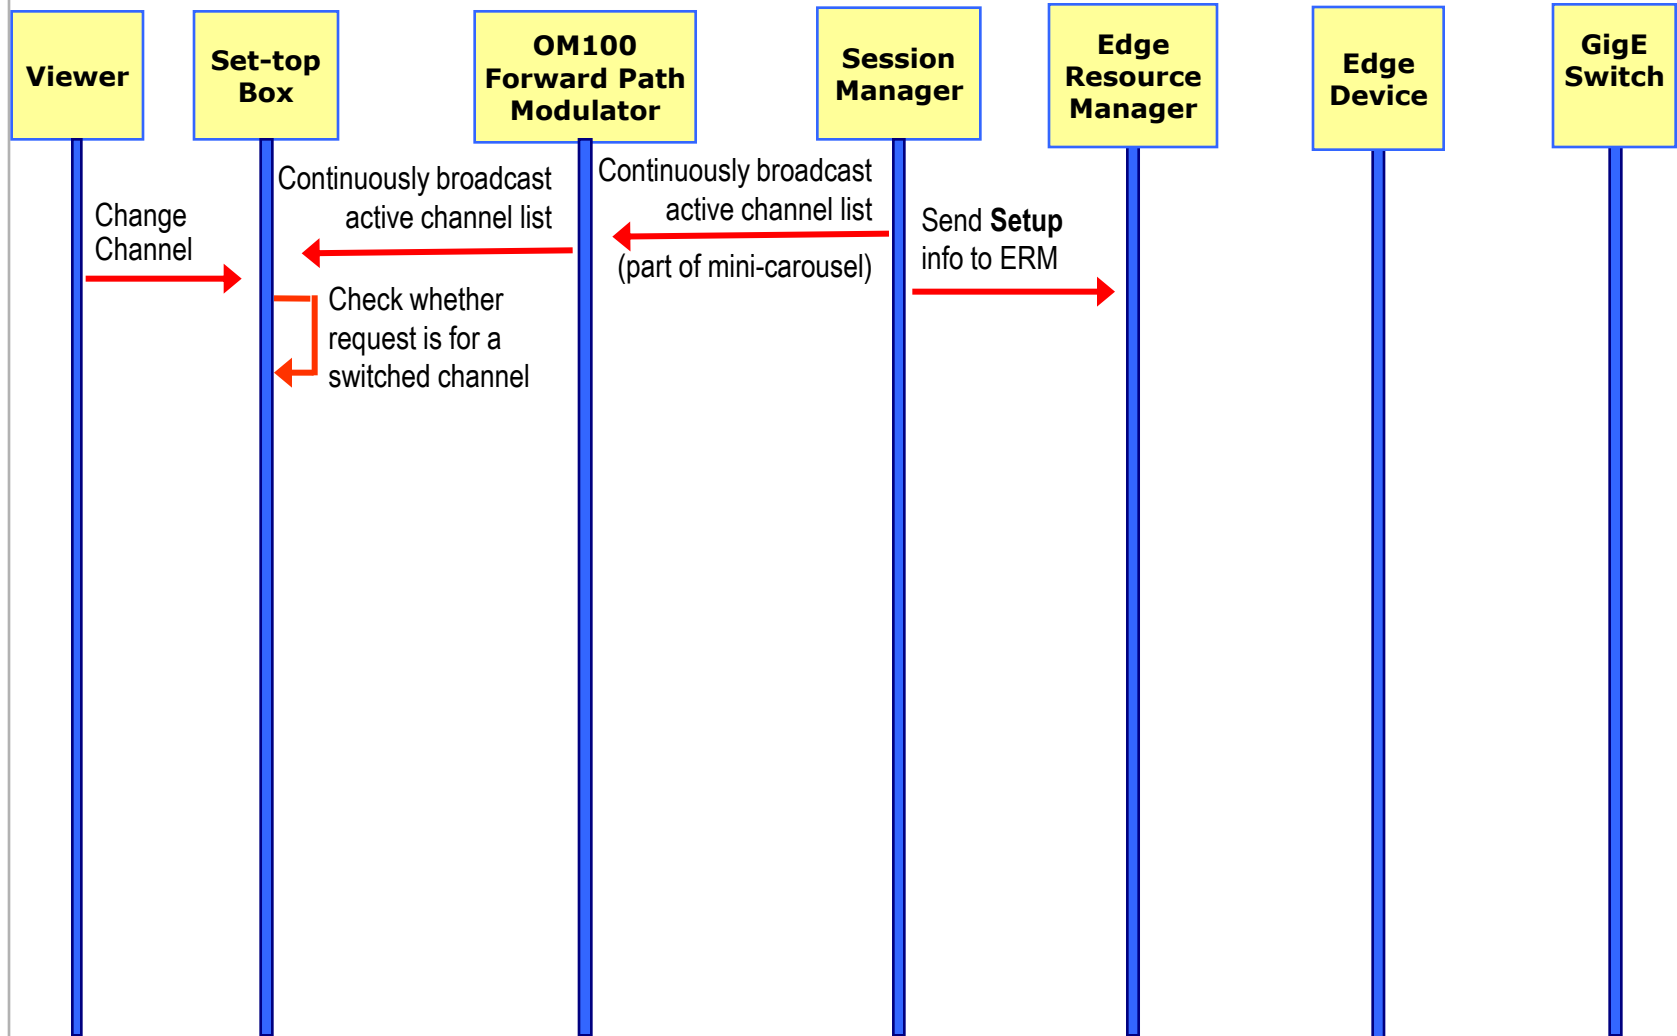 Viewer
Set-top
Box
OM100
Forward Path
Modulator
Session
Manager
Edge
Resource
Manager
Edge
Device
GigE
Switch
Change
Channel
Continuously broadcast
active channel list
Continuously broadcast
active channel list
(part of mini-carousel)
Send Setup
info to ERM
Check whether
request is for a
switched channel